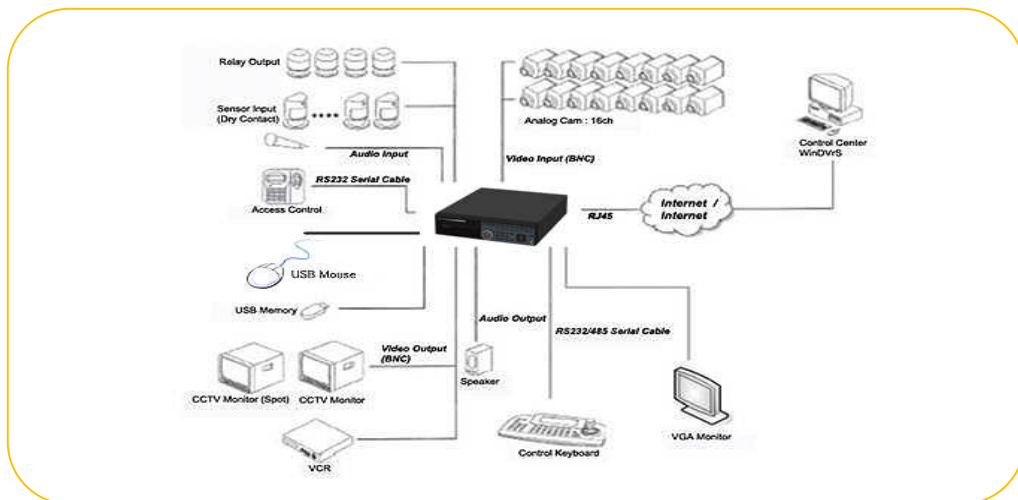 Relay Output
Sensor Input
(Dry Contact)
Audio Input
RS232 Serial Cable
Access Control
USB Mouse
USB Memory
Video Output
(BNC)
CCTV Monitor (Spot)
CCTV Monitor
VCR
Analog Cam : 16ch
Video Input (BNC)
Control Center
WinDVrS
Internet /
Internet
RJ45
Audio Output
Speaker
RS232/485 Serial Cable
Control Keyboard
VGA Monitor